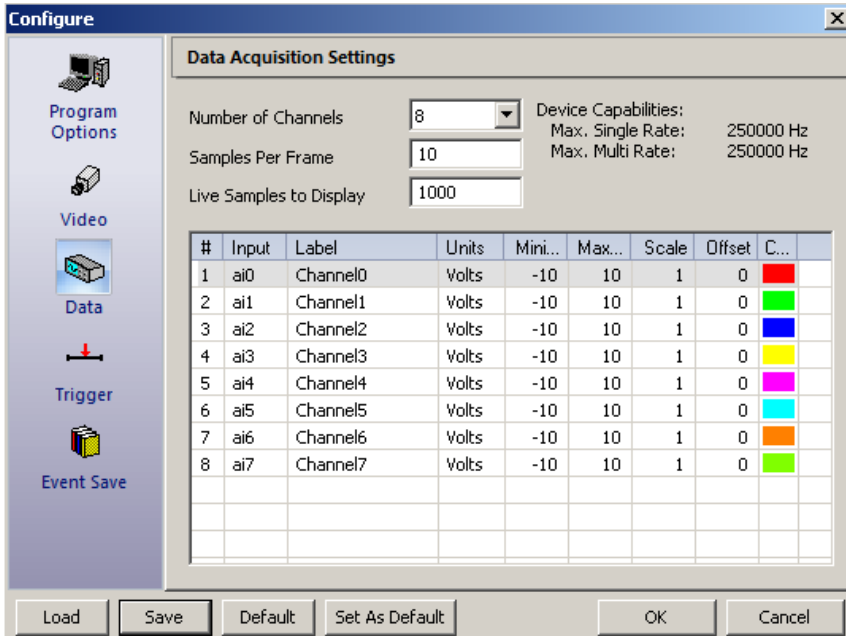 Configure
Program
Options
Video
Data
Trigger
Event Save
Data Acquisition Settings
Number of Channels 8
Samples Per Frame 10
Live Samples to Display 1000
Device Capabilities:
Max. Single Rate: 250000 Hz
Max. Multi Rate: 250000 Hz
# Input Label Units Mini... Max... Scale Offset C...
1 ai0 Channel0 Volts -10 10 1 0
2 ai1 Channel1 Volts -10 10 1 0
3 ai2 Channel2 Volts -10 10 1 0
4 ai3 Channel3 Volts -10 10 1 0
5 ai4 Channel4 Volts -10 10 1 0
6 ai5 Channel5 Volts -10 10 1 0
7 ai6 Channel6 Volts -10 10 1 0
8 ai7 Channel7 Volts -10 10 1 0
Load Save Default Set As Default OK Cancel